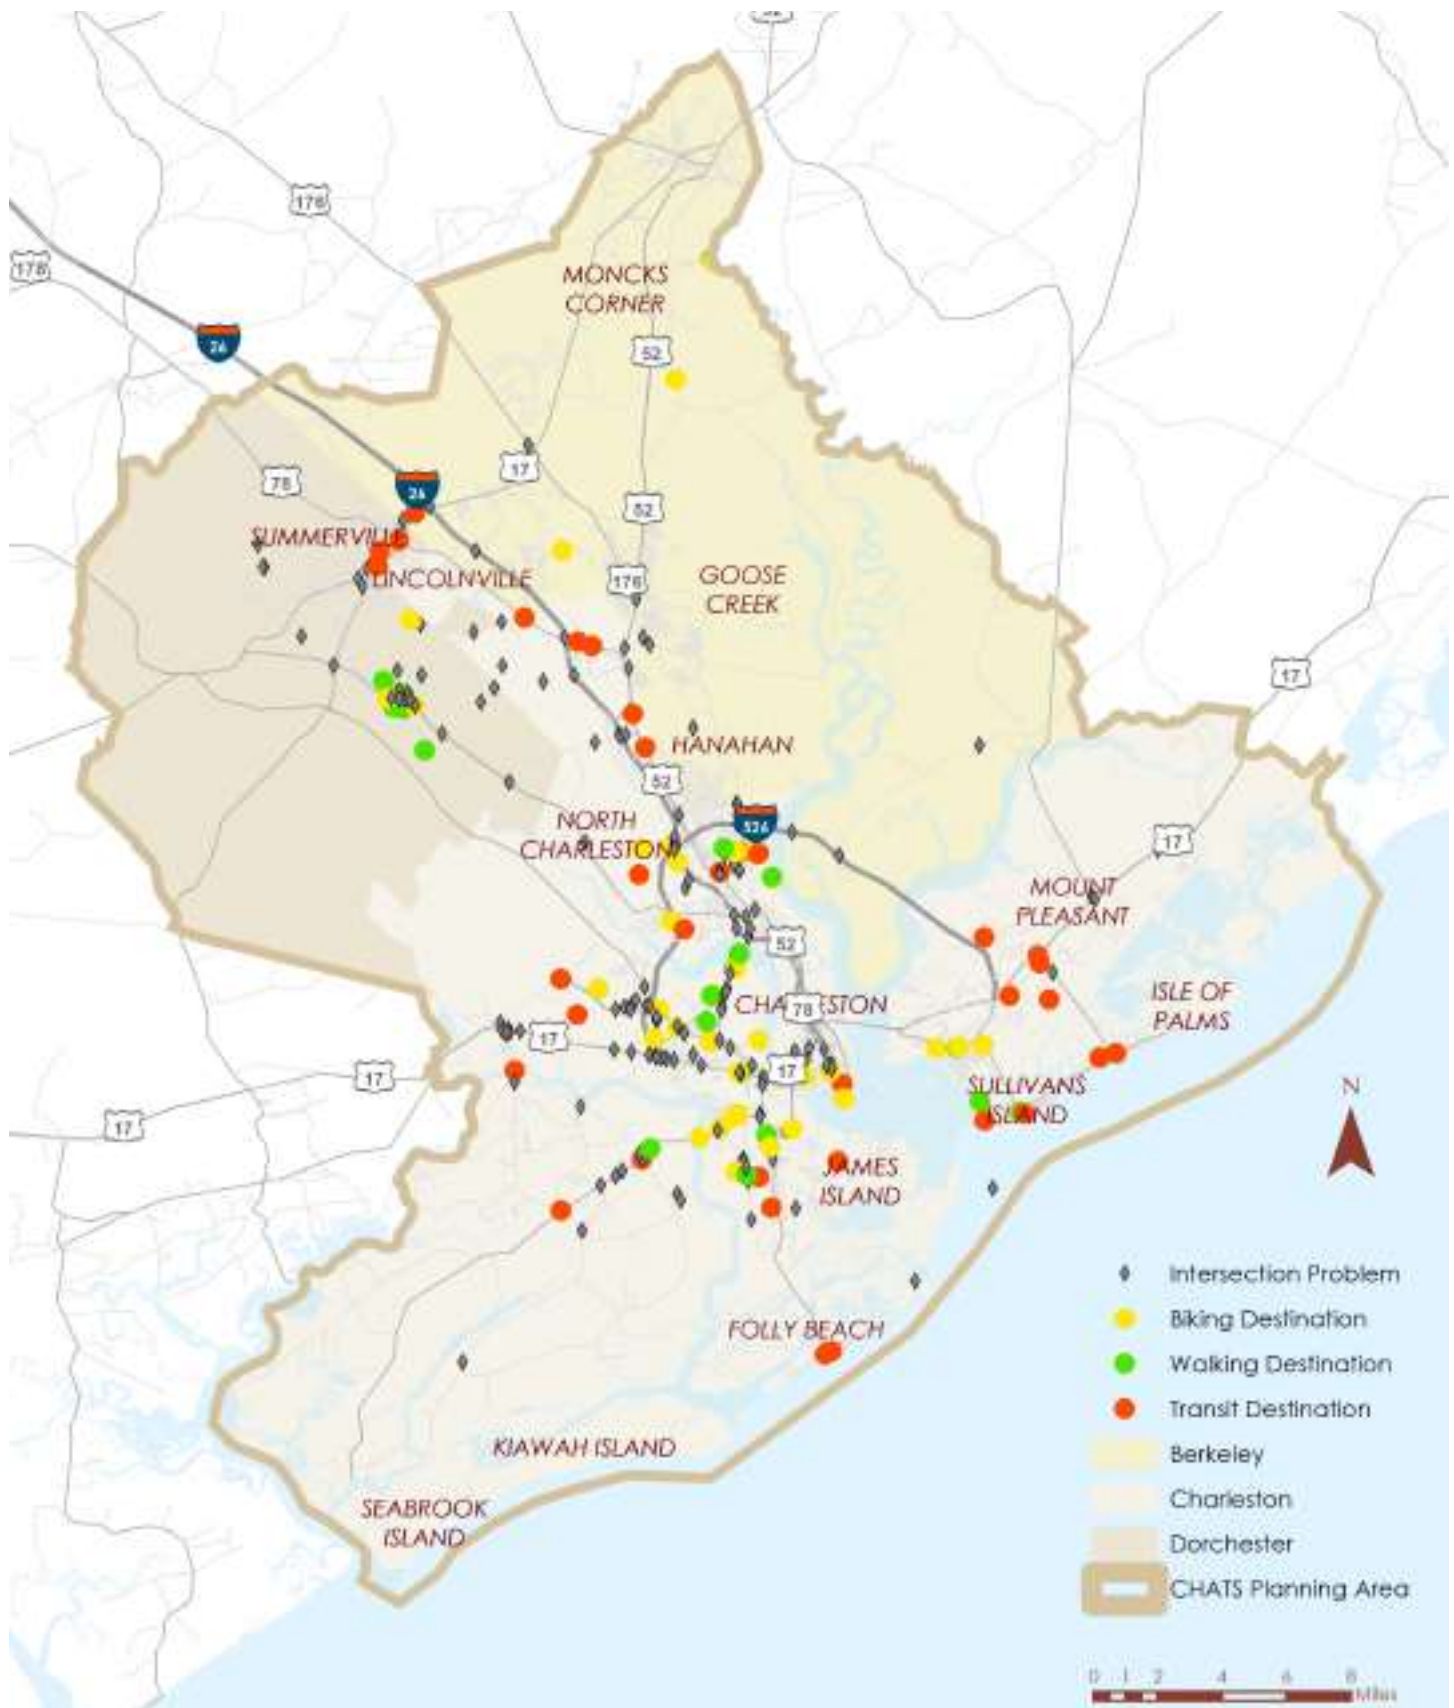 52
176
178
26
MONCKS
CORNER
52
17
78
26
52
SUMMERVILLE
LINCOLNVILLE
176
GOOSE
CREEK
17
HANAHAN
52
NORTH
CHARLESTON
526
17
MOUNT
PLEASANT
52
ISLE OF
PALMS
CHARLESTON
78
17
17
17
17
SULLIVANS
ISLAND
N
JAMES
ISLAND
FOLLY BEACH
KIAWAH ISLAND
SEABROOK
ISLAND
Intersection Problem
Biking Destination
Walking Destination
Transit Destination
Berkeley
Charleston
Dorchester
CHATS Planning Area
0 1 2 4 6 8
Miles